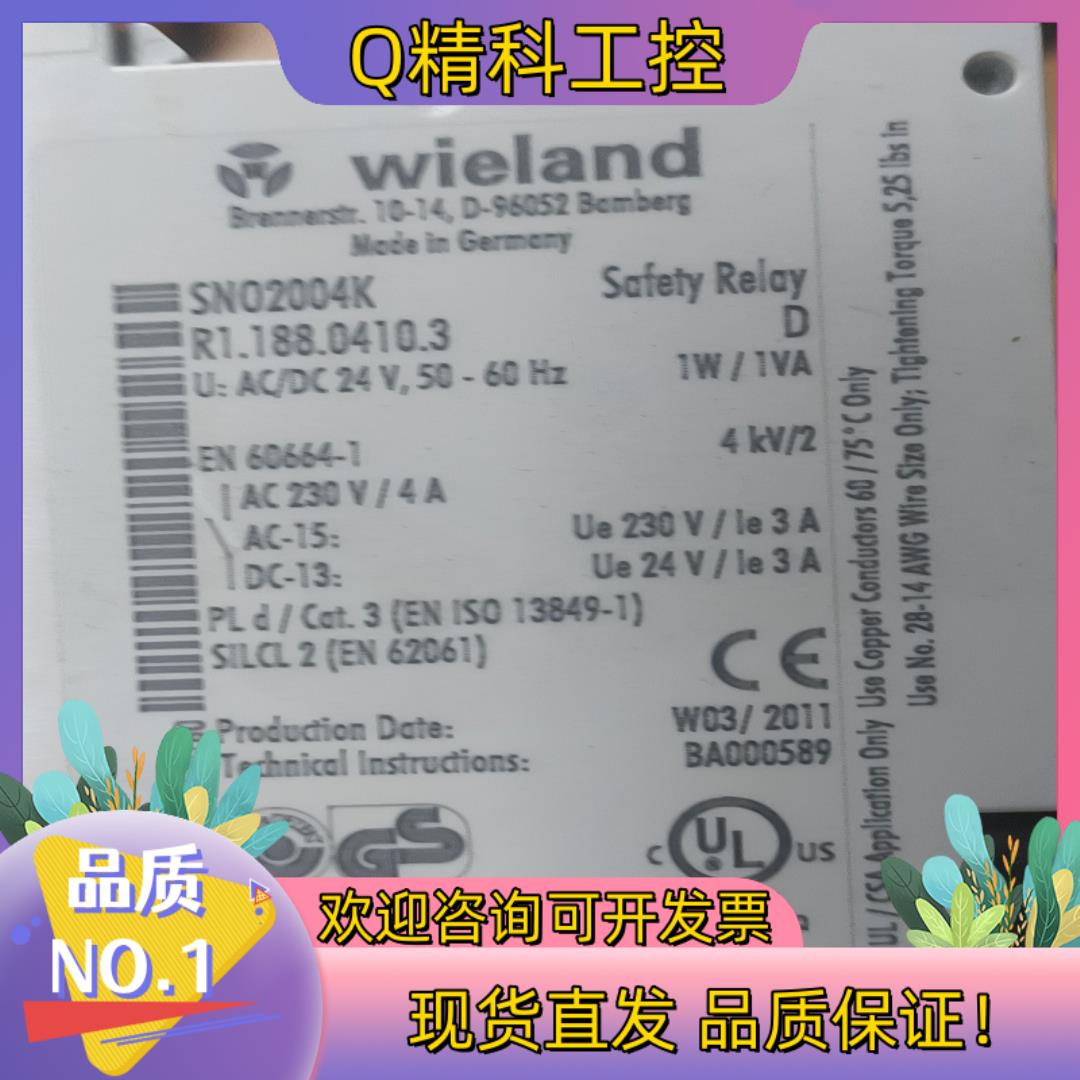 Q精科工控
wieland
Brennerstr. 10-14, D-96052 Bamberg
Made in Germany
SNO2004K
Safety Relay
R1.188.0410.3
D
U: AC/DC 24 V, 50 - 60 Hz
1W / 1VA
EN 60664-1
4 kV/2
AC 230 V / 4 A
AC-15:
Ue 230 V / Ie 3 A
DC-13:
Ue 24 V / Ie 3 A
PL d / Cat. 3 (EN ISO 13849-1)
SILCL 2 (EN 62061)
CE
Production Date:
W03/ 2011
Technical Instructions:
BA000589
GS
c UL US
UL / CSA Application Only Use Copper Conductors 60 / 75°C Only
Use No. 28-14 AWG Wire Size Only; Tightening Torque 5,25 lbs in
品质
NO.1
欢迎咨询可开发票
现货直发 品质保证!